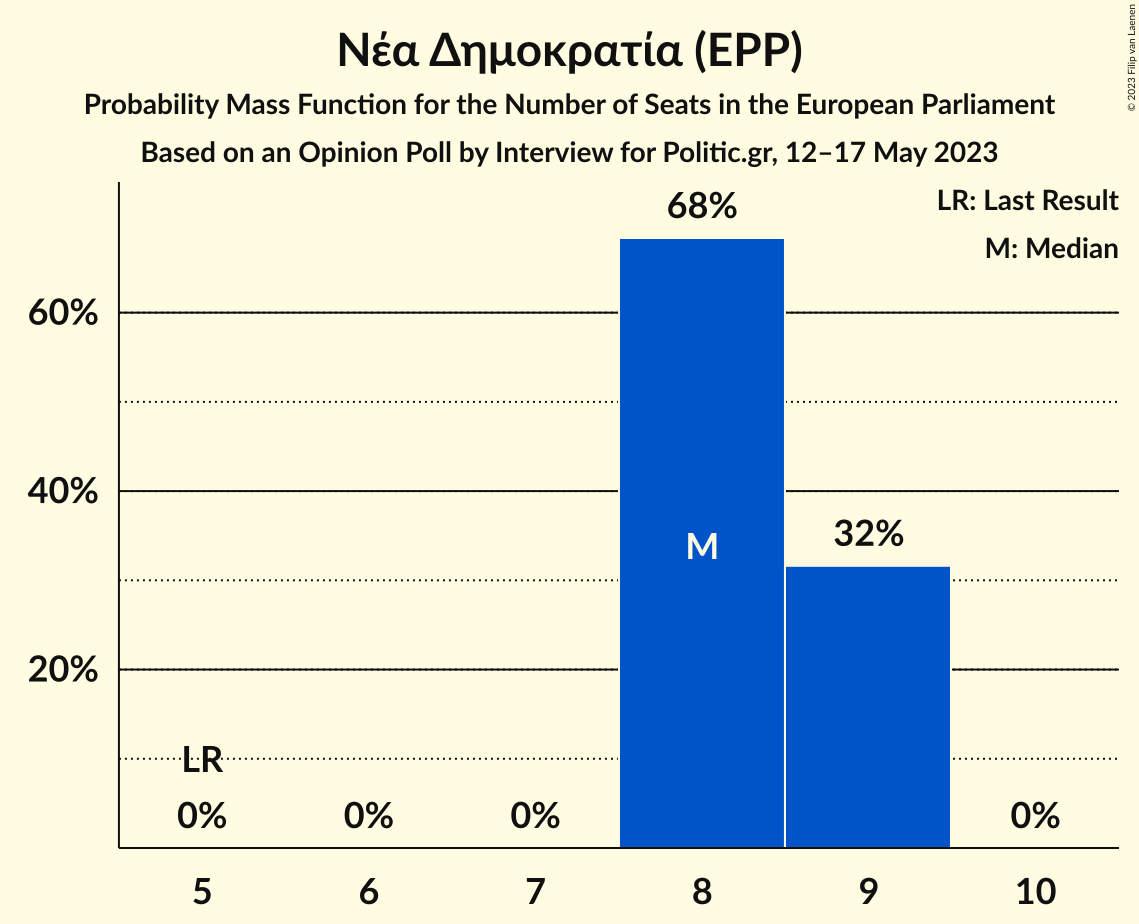 Νέα Δημοκρατία (EPP)
Probability Mass Function for the Number of Seats in the European Parliament
Based on an Opinion Poll by Interview for Politic.gr, 12–17 May 2023
© 2023 Filip van Laenen
LR: Last Result
M: Median
68%
60%
40%
32%
M
20%
LR
0% 0% 0% 0%
5 6 7 8 9 10